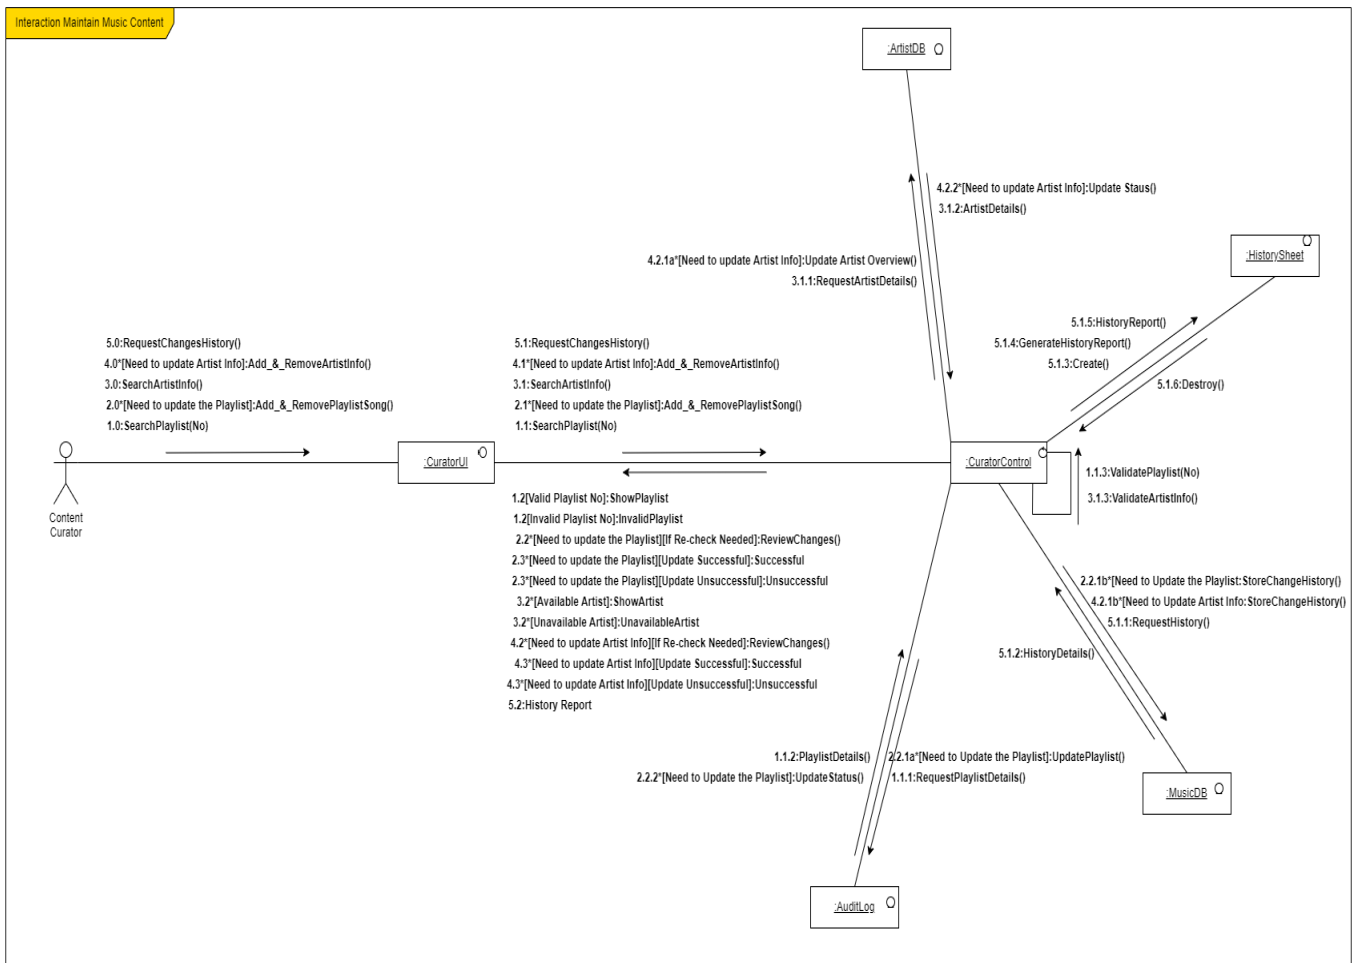 Interaction Maintain Music Content
:ArtistDB
4.2.2*[Need to update Artist Info]:Update Staus()
3.1.2:ArtistDetails()
4.2.1a*[Need to update Artist Info]:Update Artist Overview()
3.1.1:RequestArtistDetails()
:HistorySheet
5.1.5:HistoryReport()
5.1.4:GenerateHistoryReport()
5.1.3:Create()
5.1.6:Destroy()
5.0:RequestChangesHistory()
4.0*[Need to update Artist Info]:Add_&_RemoveArtistInfo()
3.0:SearchArtistInfo()
2.0*[Need to update the Playlist]:Add_&_RemovePlaylistSong()
1.0:SearchPlaylist(No)
5.1:RequestChangesHistory()
4.1*[Need to update Artist Info]:Add_&_RemoveArtistInfo()
3.1:SearchArtistInfo()
2.1*[Need to update the Playlist]:Add_&_RemovePlaylistSong()
1.1:SearchPlaylist(No)
Content
Curator
:CuratorUI
:CuratorControl
1.1.3:ValidatePlaylist(No)
3.1.3:ValidateArtistInfo()
1.2[Valid Playlist No]:ShowPlaylist
1.2[Invalid Playlist No]:InvalidPlaylist
2.2*[Need to update the Playlist][If Re-check Needed]:ReviewChanges()
2.3*[Need to update the Playlist][Update Successful]:Successful
2.3*[Need to update the Playlist][Update Unsuccessful]:Unsuccessful
3.2*[Available Artist]:ShowArtist
3.2*[Unavailable Artist]:UnavailableArtist
4.2*[Need to update Artist Info][If Re-check Needed]:ReviewChanges()
4.3*[Need to update Artist Info][Update Successful]:Successful
4.3*[Need to update Artist Info][Update Unsuccessful]:Unsuccessful
5.2:History Report
2.2.1b*[Need to Update the Playlist:StoreChangeHistory()
4.2.1b*[Need to Update Artist Info:StoreChangeHistory()
5.1.1:RequestHistory()
5.1.2:HistoryDetails()
1.1.2:PlaylistDetails()
2.2.2*[Need to Update the Playlist]:UpdateStatus()
2.2.1a*[Need to Update the Playlist]:UpdatePlaylist()
1.1.1:RequestPlaylistDetails()
:MusicDB
:AuditLog